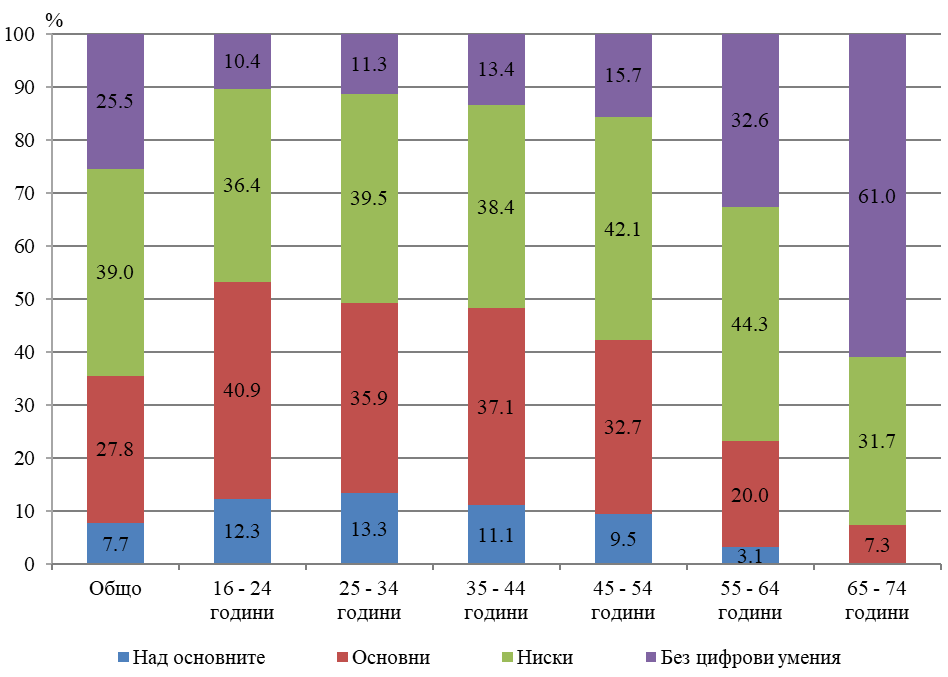 %
100
90
80
70
60
50
40
30
20
10
0
25.5 10.4 11.3 13.4 15.7 32.6 61.0
39.0 36.4 39.5 38.4 42.1 44.3 31.7
27.8 40.9 35.9 37.1 32.7 20.0 7.3
7.7 12.3 13.3 11.1 9.5 3.1
Общо 16 - 24 25 - 34 35 - 44 45 - 54 55 - 64 65 - 74
години години години години години години
Над основните Основни Ниски Без цифрови умения